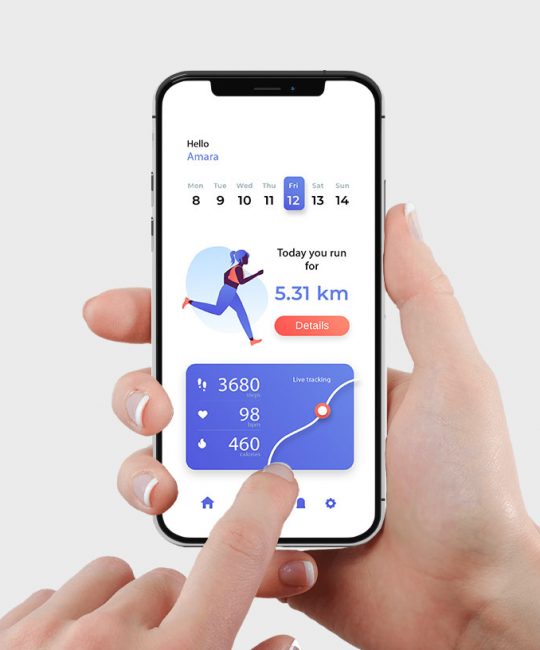 Hello
Amara
Mon Tue Wed Thu Fri Sat Sun
8 9 10 11 12 13 14
Today you run
for
5.31 km
Details
Live tracking
3680
Steps
98
bpm
460
calories